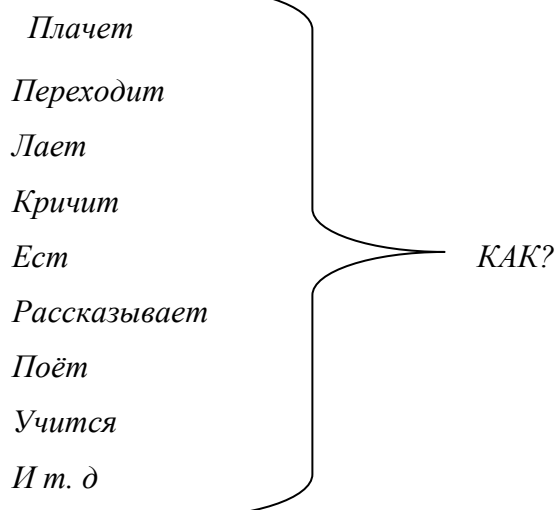 Плачет
Переходит
Лает
Кричит
Ест
КАК?
Рассказывает
Поёт
Учится
И т. д